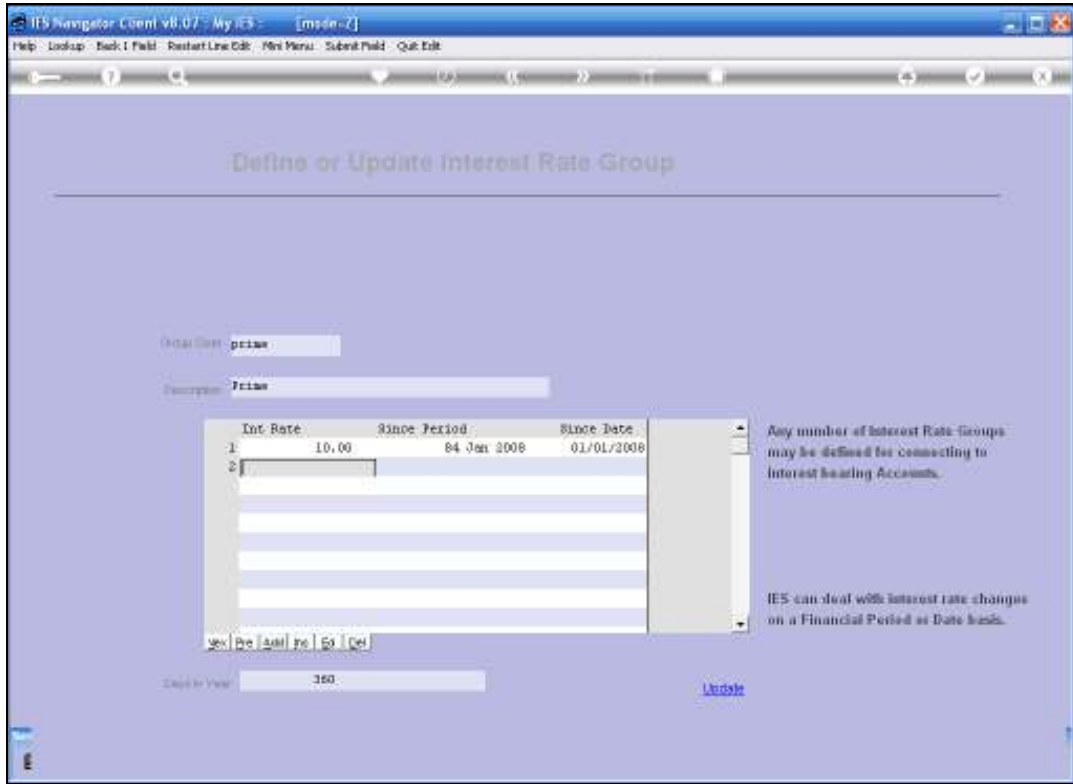 IES Navigator Client v8.07 : My IES : [mode=Z]
Help Lookup Back 1 Field Restart Line Edit Mini Menu Submit Field Quit Edit
Define or Update Interest Rate Group
Group Code prime
Description Prime
Int Rate Since Period Since Date
1 10.00 84 Jan 2008 01/01/2008
2
Any number of Interest Rate Groups
may be defined for connecting to
Interest bearing Accounts.
IES can deal with interest rate changes
on a Financial Period or Date basis.
Nex Pre Add Ins Ed Del
Days in Year 360
Update